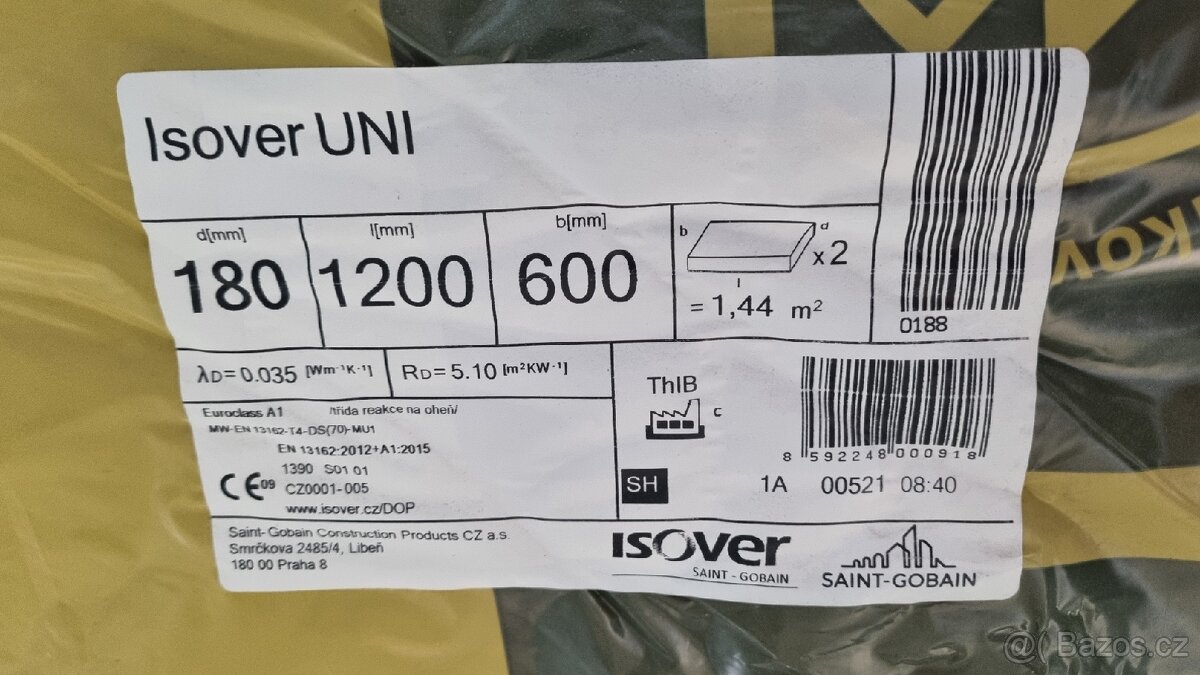 Isover UNI
d[mm] l[mm] b[mm]
180 1200 600
b d
x 2
l
= 1,44 m²
0188
λD=0.035 [Wm⁻¹K⁻¹] RD=5.10 [m²KW⁻¹]
Euroclass A1 /třída reakce na oheň/
MW-EN 13162-T4-DS(70)-MU1
EN 13162:2012+A1:2015
1390 S01 01
CE 09 CZ0001-005
www.isover.cz/DOP
ThIB
c
SH
8 592248 000918
1A 00521 08:40
Saint-Gobain Construction Products CZ a.s
Smrčkova 2485/4, Libeň
180 00 Praha 8
ISOVER
SAINT-GOBAIN
SAINT-GOBAIN
@ Bazos.cz